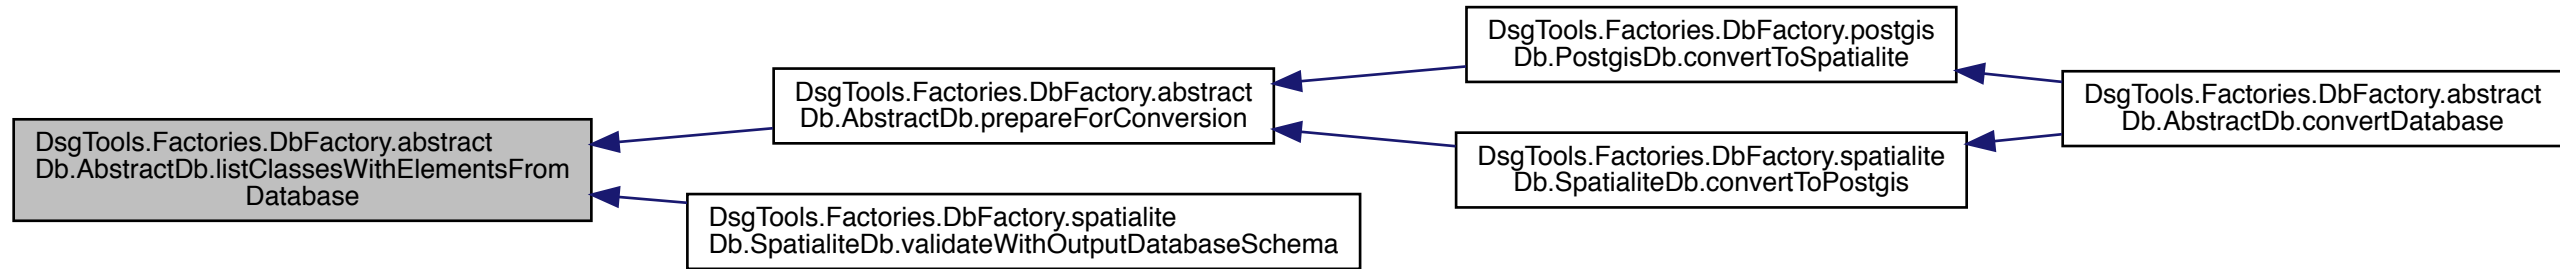 DsgTools.Factories.DbFactory.abstract
Db.AbstractDb.listClassesWithElementsFrom
Database
DsgTools.Factories.DbFactory.abstract
Db.AbstractDb.prepareForConversion
DsgTools.Factories.DbFactory.postgis
Db.PostgisDb.convertToSpatialite
DsgTools.Factories.DbFactory.abstract
Db.AbstractDb.convertDatabase
DsgTools.Factories.DbFactory.spatialite
Db.SpatialiteDb.convertToPostgis
DsgTools.Factories.DbFactory.spatialite
Db.SpatialiteDb.validateWithOutputDatabaseSchema